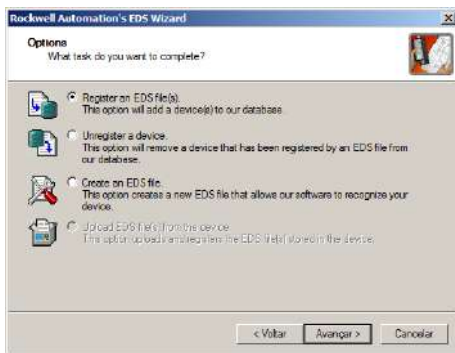 Rockwell Automation's EDS Wizard
Options
What task do you want to complete?
Register an EDS file(s).
This option will add a device(s) to our database.
Unregister a device.
This option will remove a device that has been registered by an EDS file from
our database.
Create an EDS file.
This option creates a new EDS file that allows our software to recognize your
device.
Upload EDS file(s) from the device.
This option uploads and registers the EDS file(s) stored in the device.
< Voltar
Avançar >
Cancelar